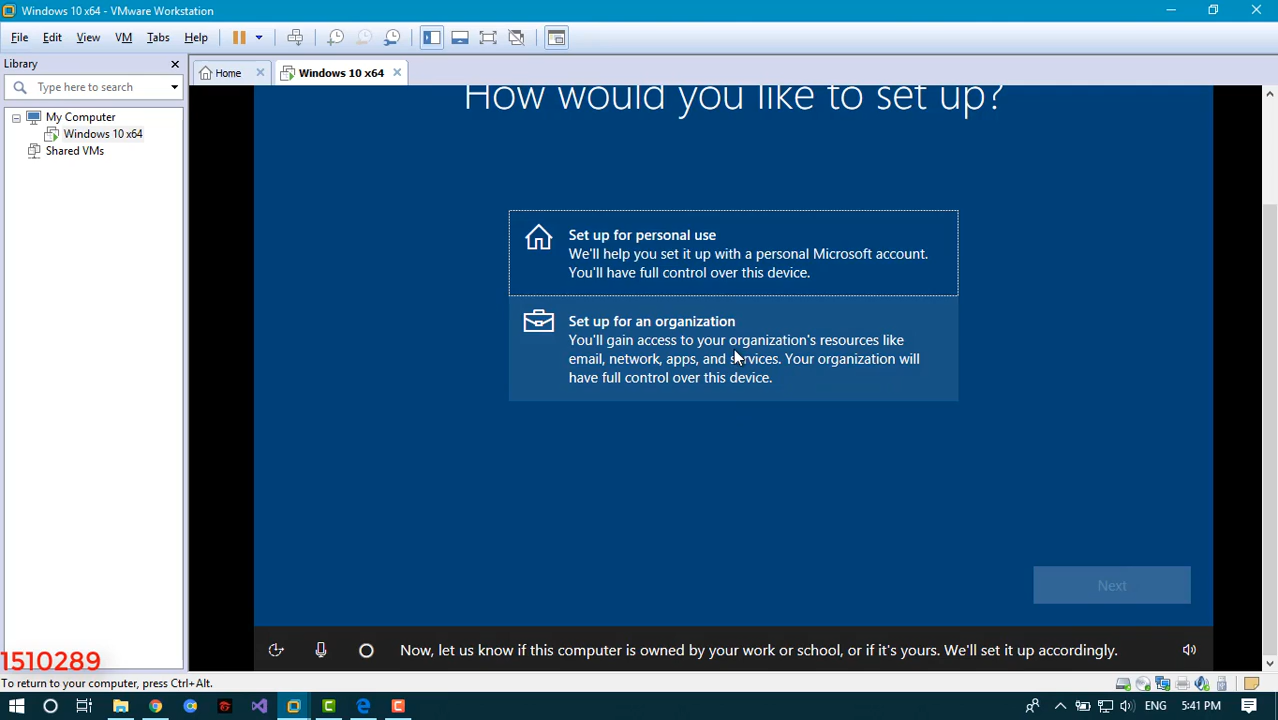 Windows 10 x64 - VMware Workstation
File Edit View VM Tabs Help
Library
Type here to search
My Computer
Windows 10 x64
Shared VMs
Home
Windows 10 x64
How would you like to set up?
Set up for personal use
We'll help you set it up with a personal Microsoft account.
You'll have full control over this device.
Set up for an organization
You'll gain access to your organization's resources like
email, network, apps, and services. Your organization will
have full control over this device.
Next
Now, let us know if this computer is owned by your work or school, or if it's yours. We'll set it up accordingly.
1510289
To return to your computer, press Ctrl+Alt.
ENG 5:41 PM